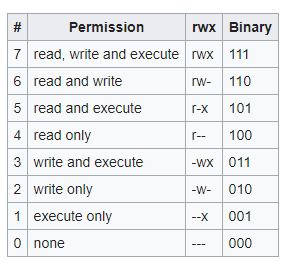 # Permission rwx Binary
7 read, write and execute rwx 111
6 read and write rw- 110
5 read and execute r-x 101
4 read only r-- 100
3 write and execute -wx 011
2 write only -w- 010
1 execute only --x 001
0 none --- 000